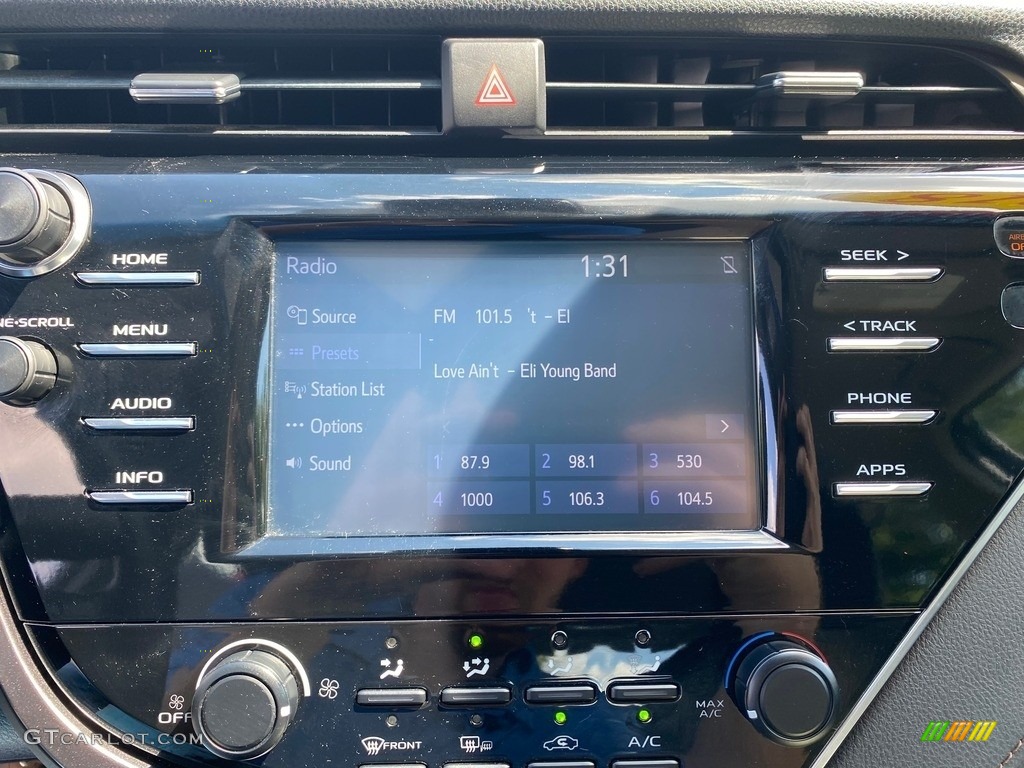 Radio
1:31
Source
FM 101.5 't - El
-
Presets
Love Ain't - Eli Young Band
Station List
Options
Sound
1 87.9
2 98.1
3 530
4 1000
5 106.3
6 104.5
HOME
NE•SCROLL
MENU
AUDIO
INFO
SEEK >
< TRACK
PHONE
APPS
OFF
FRONT
A/C
MAX
A/C
GTCARLOT.COM